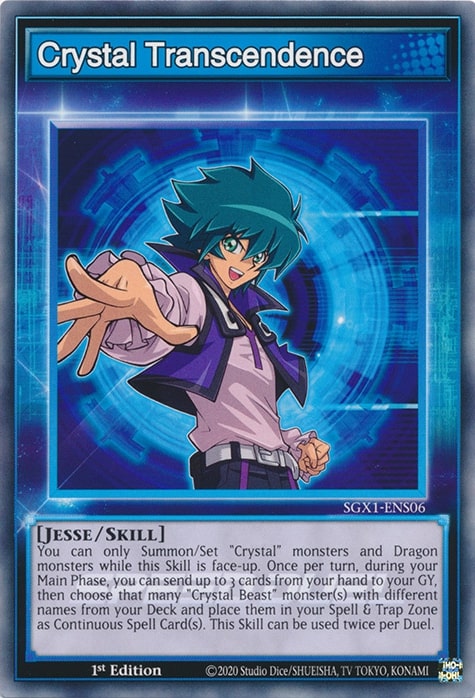 Crystal Transcendence
SGX1-ENS06
[JESSE/SKILL]
You can only Summon/Set "Crystal" monsters and Dragon
monsters while this Skill is face-up. Once per turn, during your
Main Phase, you can send up to 3 cards from your hand to your GY,
then choose that many "Crystal Beast" monster(s) with different
names from your Deck and place them in your Spell & Trap Zone
as Continuous Spell Card(s). This Skill can be used twice per Duel.
1st Edition
©2020 Studio Dice/SHUEISHA, TV TOKYO, KONAMI